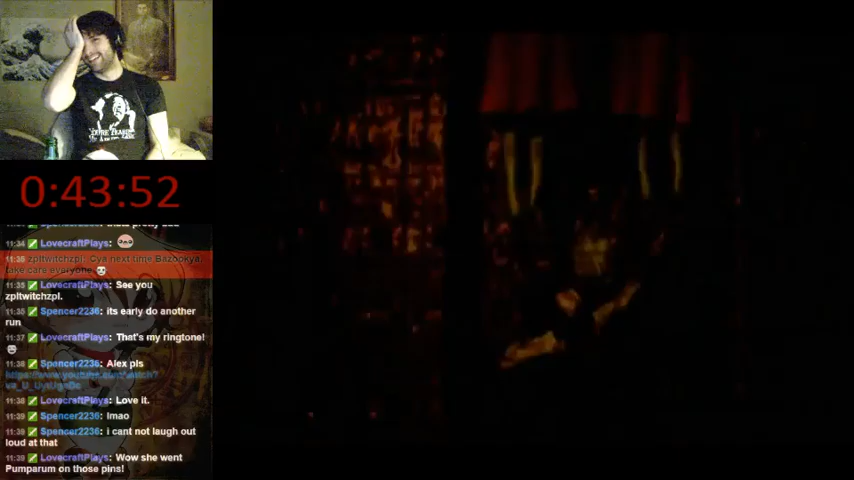 0:43:52
11:34 LovecraftPlays:
11:35 zpltwitchzpl: Cya next time Bazookya
take care everyone
11:35 LovecraftPlays: See you
zpltwitchzpl.
Spencer2236: its early do another
run
11:37 LovecraftPlays: That's my ringtone!
11:38 Spencer2236: Alex pls
11:38 LovecraftPlays: Love it.
11:39 Spencer2236: lmao
11:39 Spencer2236: i cant not laugh out
loud at that
11:39 LovecraftPlays: Wow she went
Pumparum on those pins!